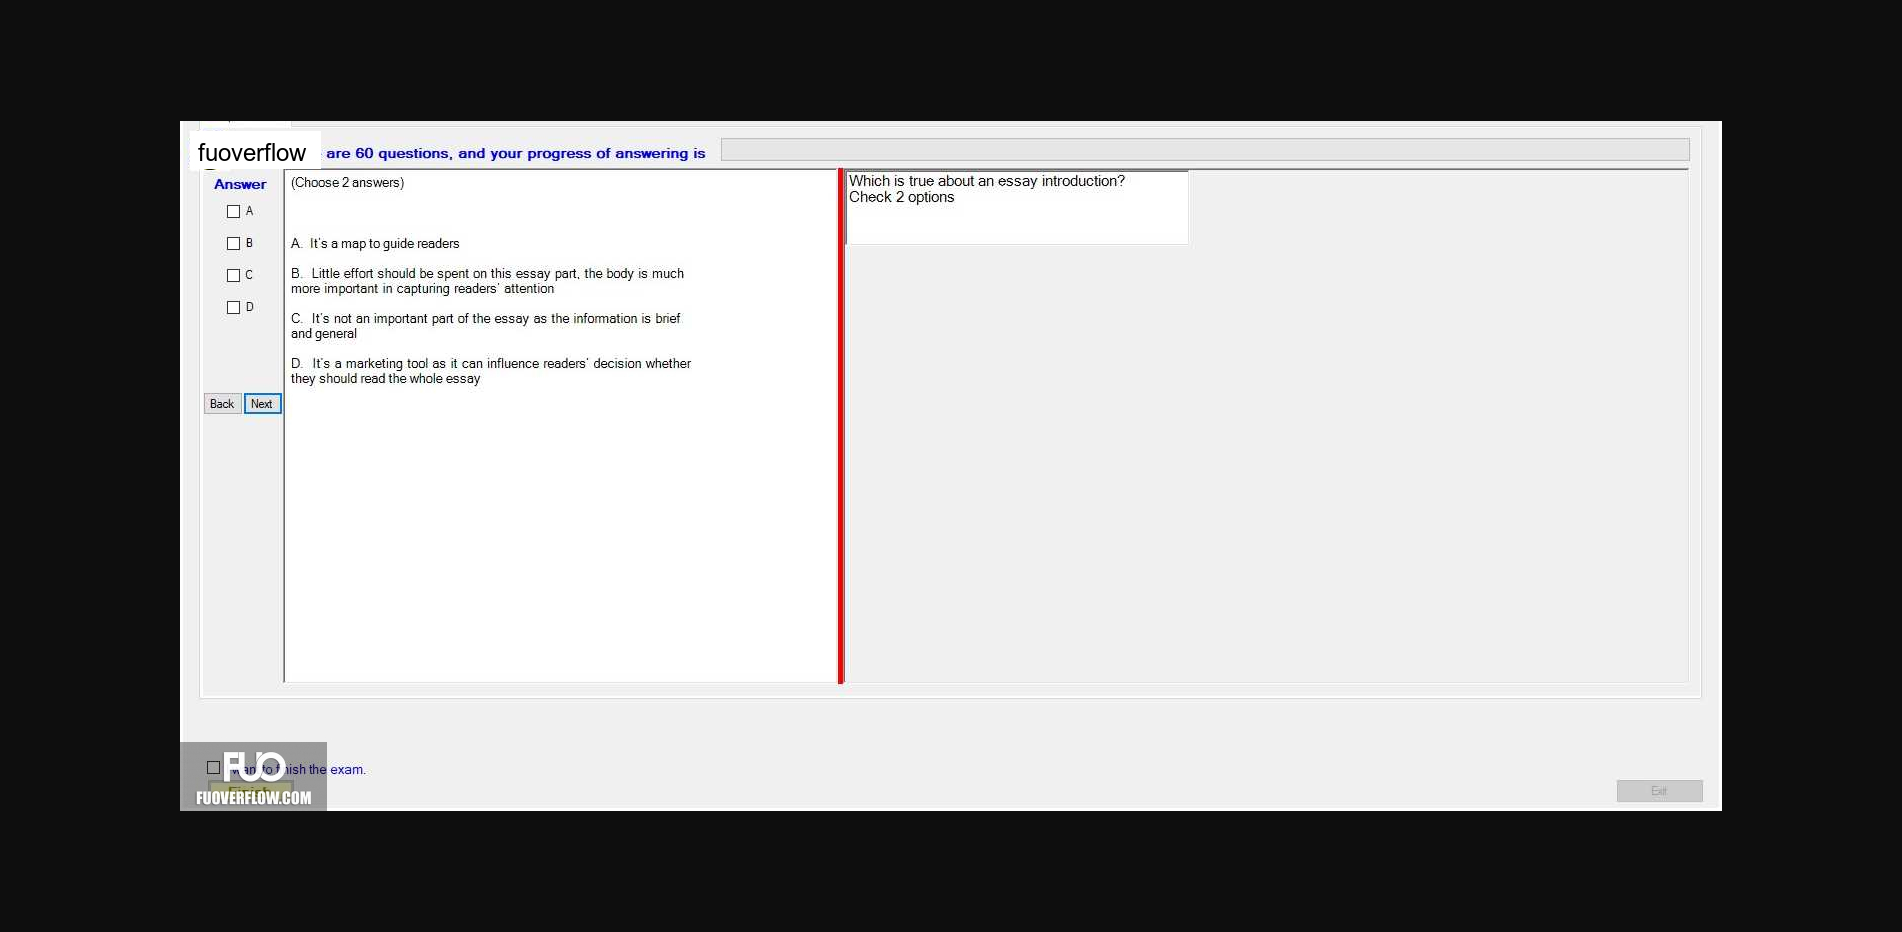 fuoverflow are 60 questions, and your progress of answering is
Answer
A
B
C
D
Back Next
(Choose 2 answers)
A. It's a map to guide readers
B. Little effort should be spent on this essay part, the body is much
more important in capturing readers' attention
C. It's not an important part of the essay as the information is brief
and general
D. It's a marketing tool as it can influence readers' decision whether
they should read the whole essay
Which is true about an essay introduction?
Check 2 options
want to finish the exam.
Finish
FUO
FUOVERFLOW.COM
Exit